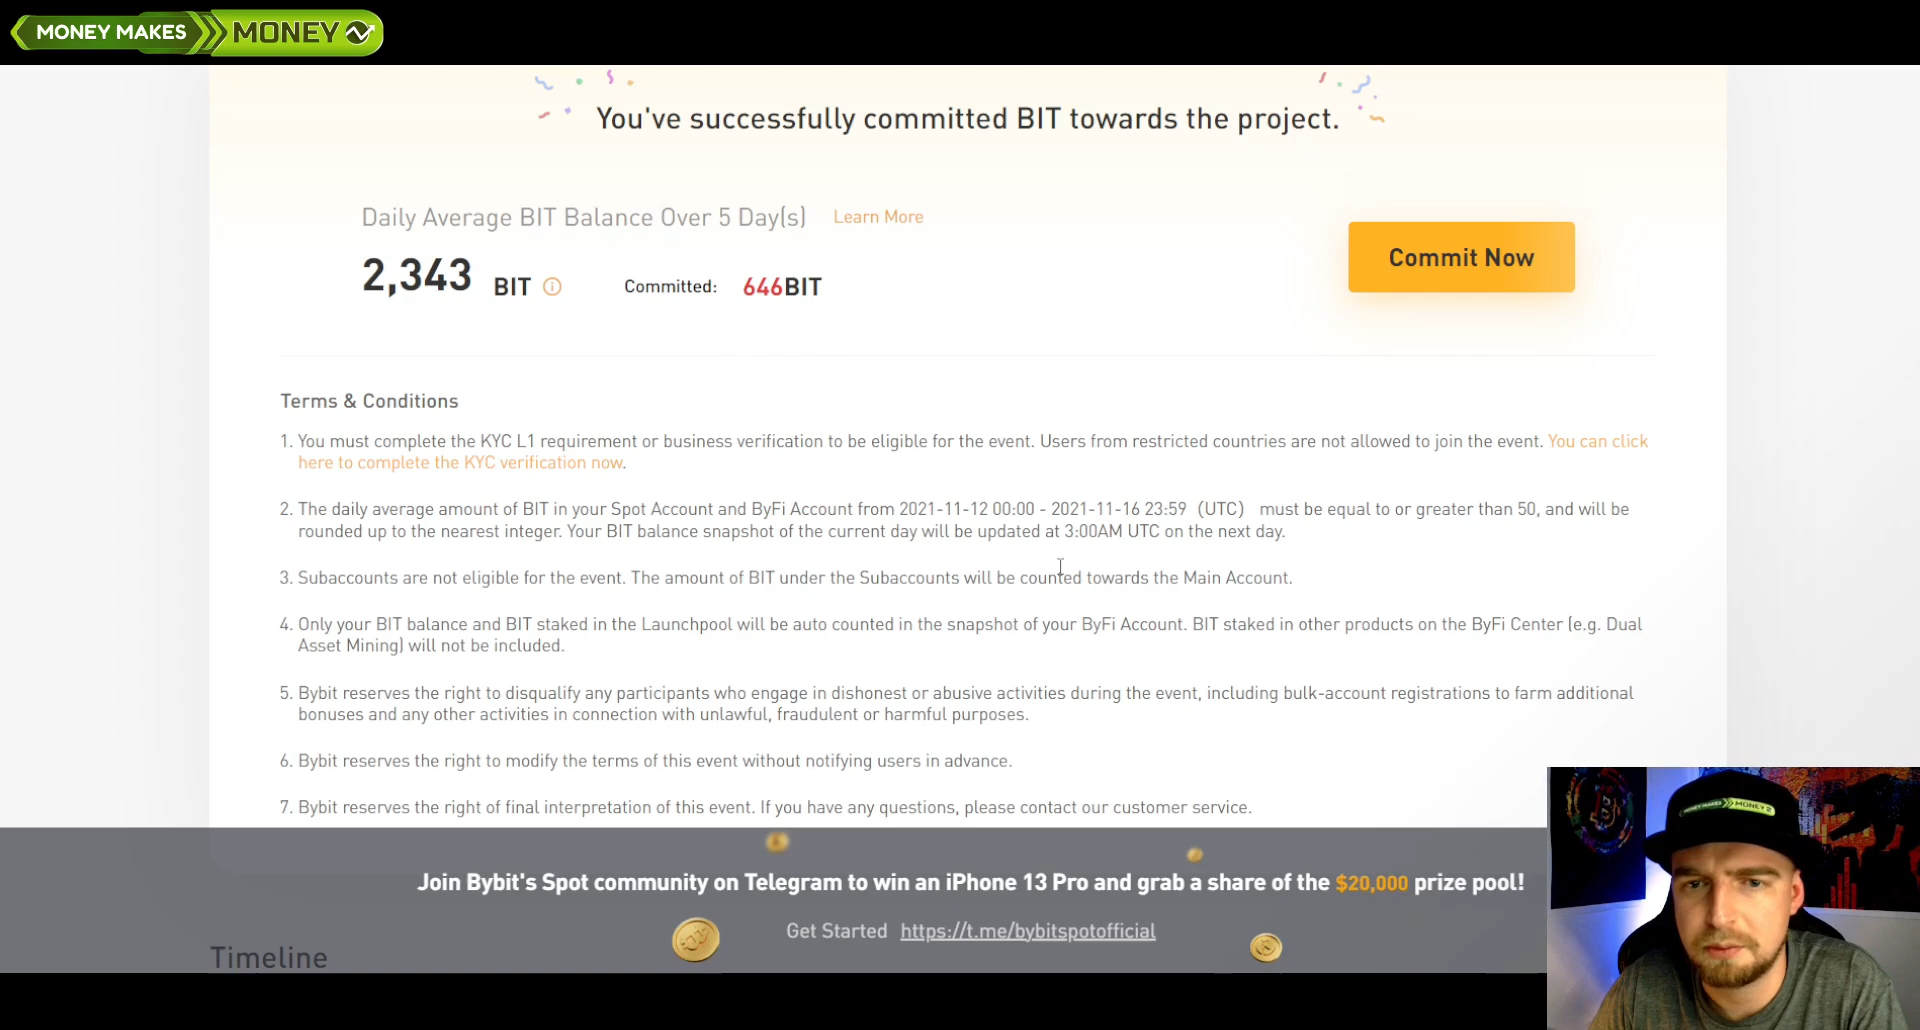 MONEY MAKES MONEY
You've successfully committed BIT towards the project.
Daily Average BIT Balance Over 5 Day(s) Learn More
Commit Now
2,343 BIT Committed: 646BIT
Terms & Conditions
1. You must complete the KYC L1 requirement or business verification to be eligible for the event. Users from restricted countries are not allowed to join the event. You can click
here to complete the KYC verification now.
2. The daily average amount of BIT in your Spot Account and ByFi Account from 2021-11-12 00:00 - 2021-11-16 23:59 (UTC) must be equal to or greater than 50, and will be
rounded up to the nearest integer. Your BIT balance snapshot of the current day will be updated at 3:00AM UTC on the next day.
3. Subaccounts are not eligible for the event. The amount of BIT under the Subaccounts will be counted towards the Main Account.
4. Only your BIT balance and BIT staked in the Launchpool will be auto counted in the snapshot of your ByFi Account. BIT staked in other products on the ByFi Center (e.g. Dual
Asset Mining) will not be included.
5. Bybit reserves the right to disqualify any participants who engage in dishonest or abusive activities during the event, including bulk-account registrations to farm additional
bonuses and any other activities in connection with unlawful, fraudulent or harmful purposes.
6. Bybit reserves the right to modify the terms of this event without notifying users in advance.
7. Bybit reserves the right of final interpretation of this event. If you have any questions, please contact our customer service.
Join Bybit's Spot community on Telegram to win an iPhone 13 Pro and grab a share of the $20,000 prize pool!
Get Started https://t.me/bybitspotofficial
Timeline
MONEY MAKES MONEY